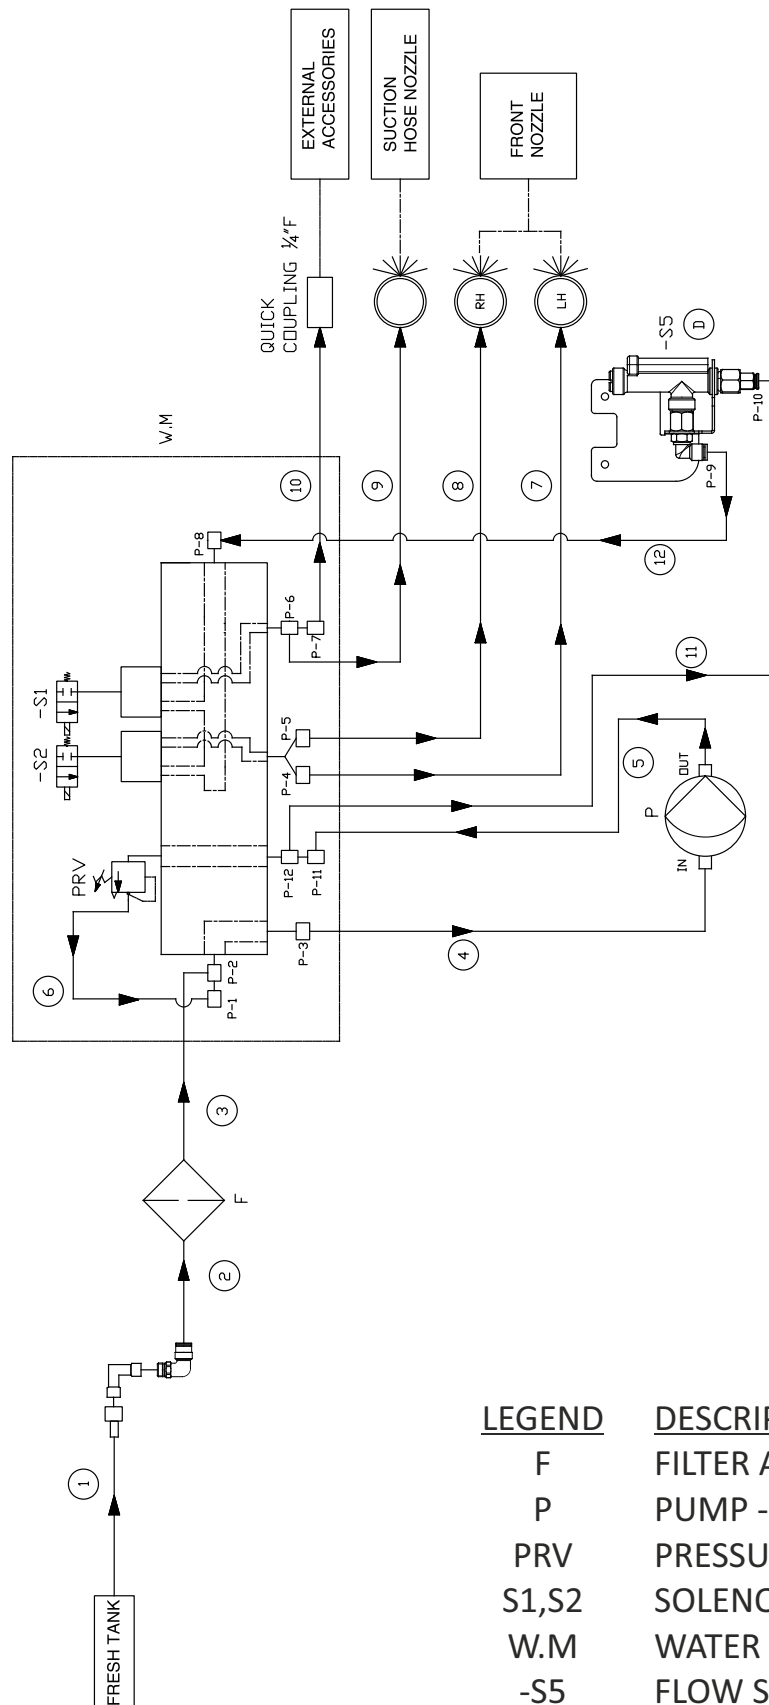 EXTERNAL
ACCESSORIES
SUCTION
HOSE NOZZLE
FRONT
NOZZLE
QUICK
COUPLING ¼"F
RH
LH
-S5
D
P-10
P-9
W.M
10
9
8
7
12
P-8
-S1
-S2
P-6
P-7
P-5
P-4
11
5
OUT
P
IN
PRV
P-12
P-11
P-3
4
6
P-2
P-1
3
F
2
1
FRESH TANK
LEGEND DESCRIP
F FILTER A
P PUMP -
PRV PRESSU
S1,S2 SOLENO
W.M WATER
-S5 FLOW S